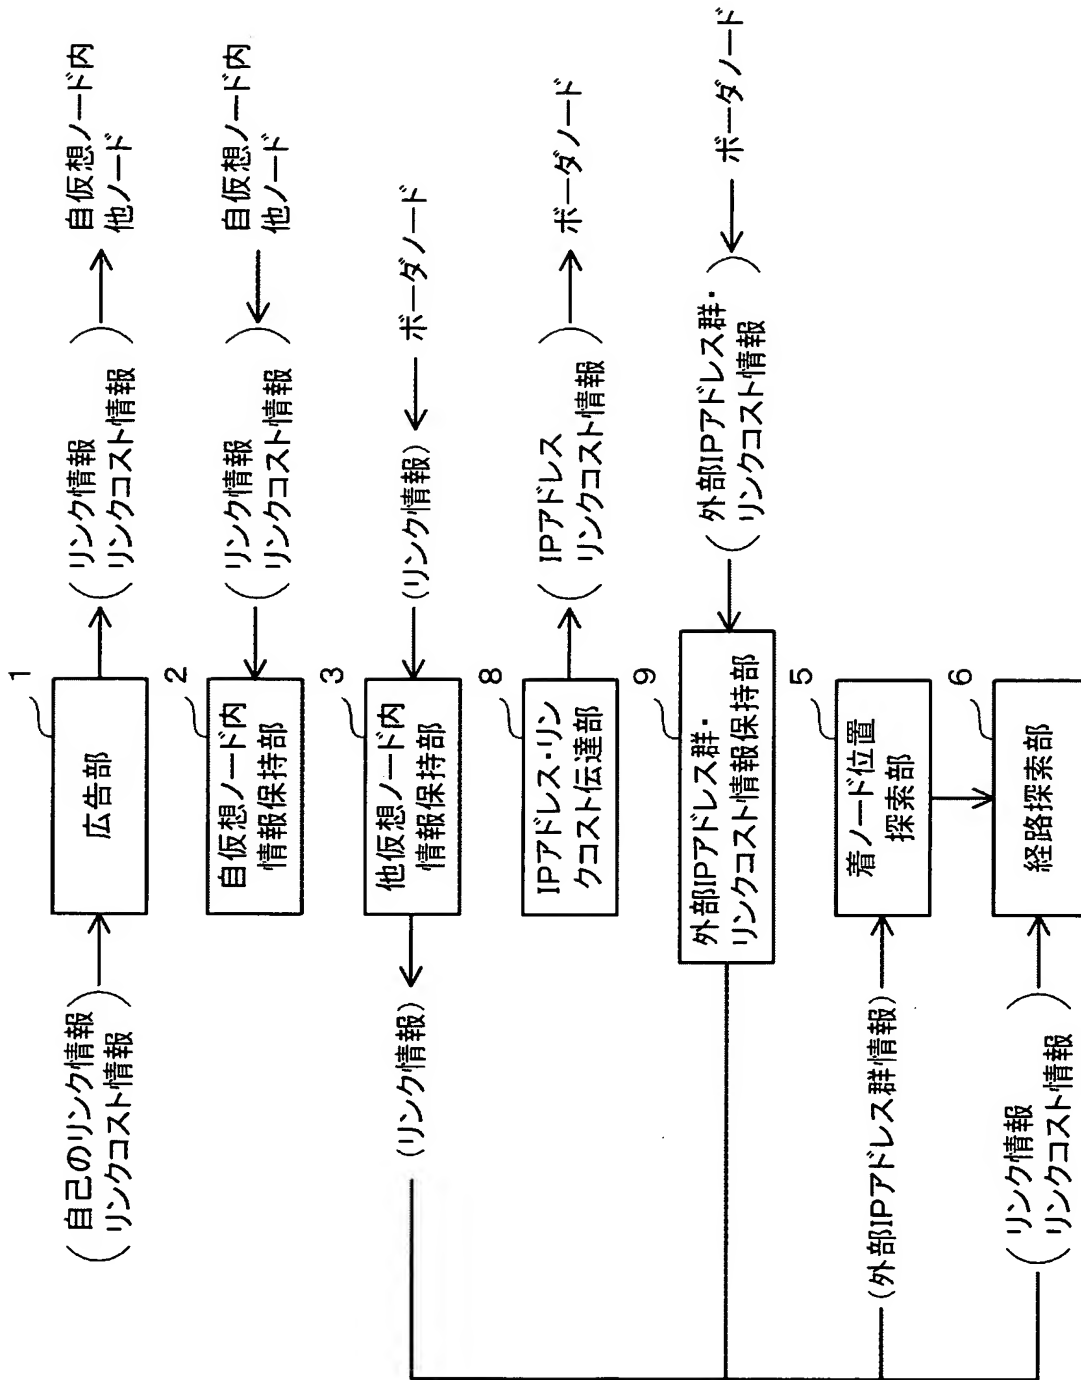 (自己のリンク情報
リンクコスト情報)
1
広告部
(リンク情報
リンクコスト情報)
自仮想ノード内
他ノード
2
自仮想ノード内
情報保持部
(リンク情報
リンクコスト情報)
自仮想ノード内
他ノード
(リンク情報)
3
他仮想ノード内
情報保持部
(リンク情報)
ボーダノード
8
IPアドレス・リン
クコスト伝達部
(IPアドレス
リンクコスト情報)
ボーダノード
9
外部IPアドレス群・
リンクコスト情報保持部
(外部IPアドレス群・
リンクコスト情報)
ボーダノード
(外部IPアドレス群情報)
5
着ノード位置
探索部
(リンク情報
リンクコスト情報)
6
経路探索部